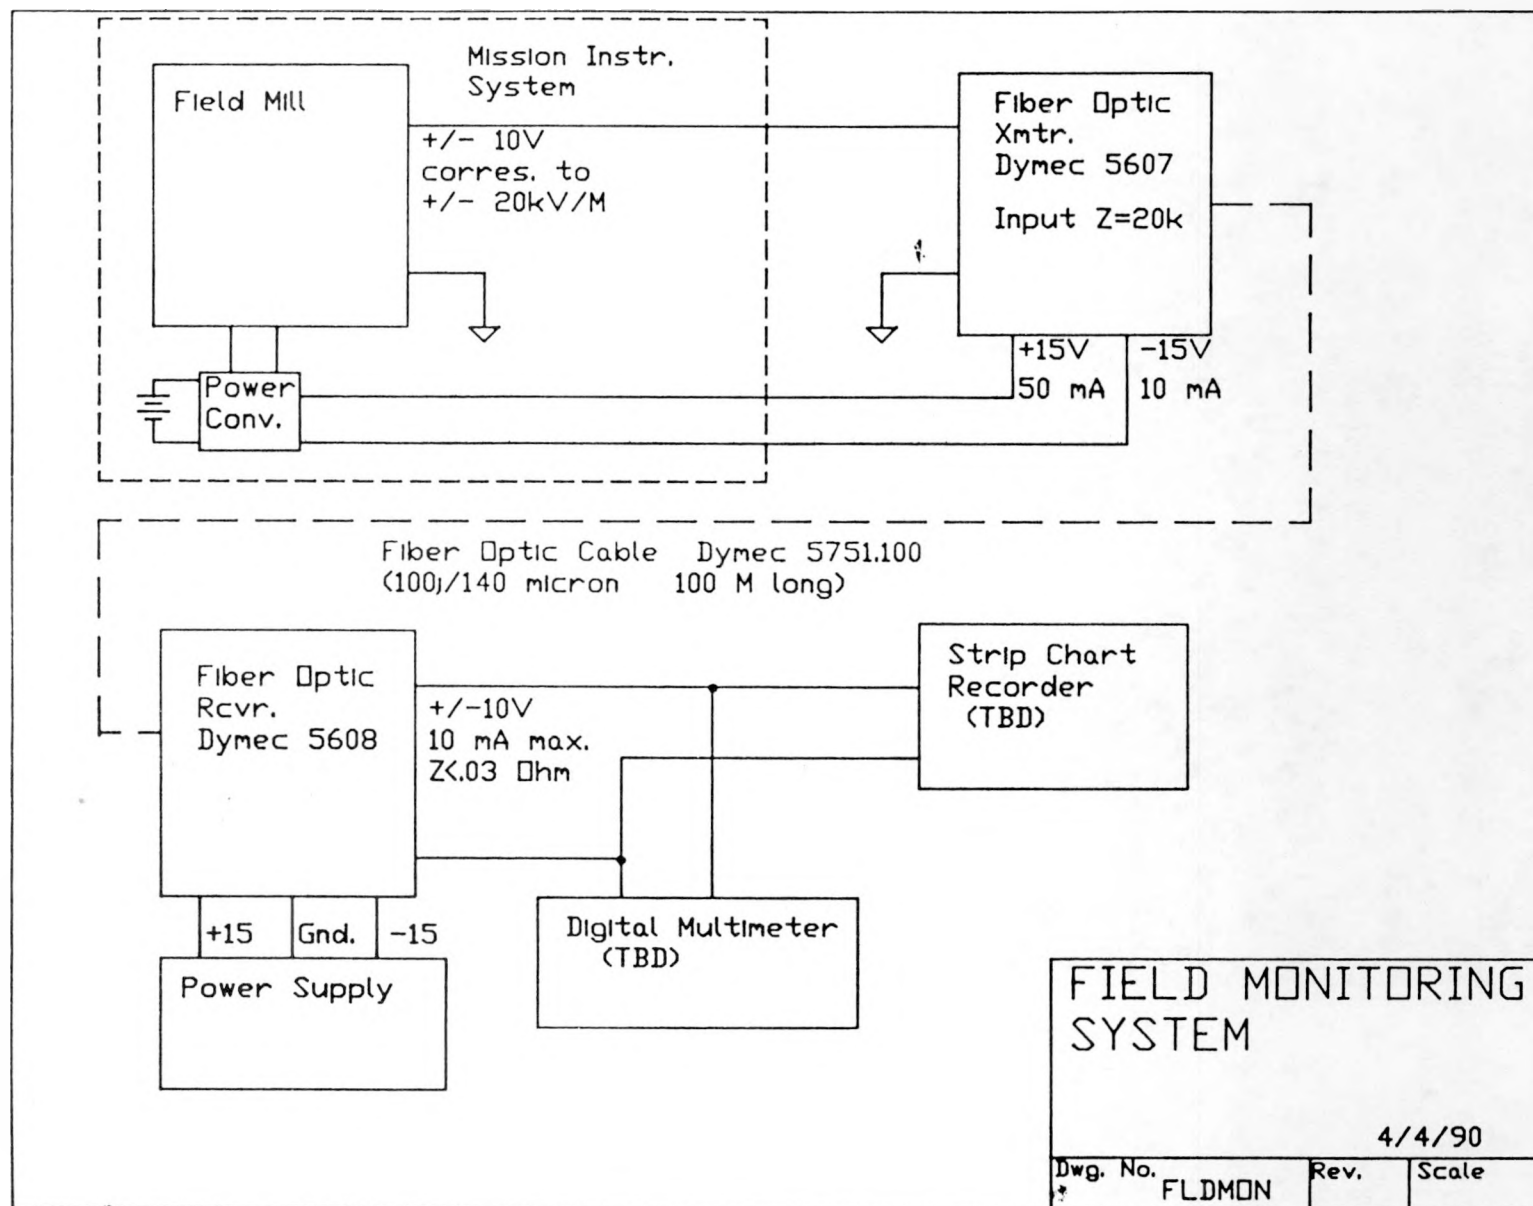 Mission Instr.
System
Field Mill
+/- 10V
corres. to
+/- 20kV/M
Fiber Optic
Xmtr.
Dymec 5607
Input Z=20k
+15V
-15V
50 mA
10 mA
Power
Conv.
Fiber Optic Cable Dymec 5751.100
(100j/140 micron 100 M long)
Fiber Optic
Rcvr.
Dymec 5608
+/-10V
10 mA max.
Z<.03 Ohm
Strip Chart
Recorder
(TBD)
+15
Gnd.
-15
Power Supply
Digital Multimeter
(TBD)
FIELD MONITORING
SYSTEM
4/4/90
Dwg. No.
FLDMON
Rev.
Scale